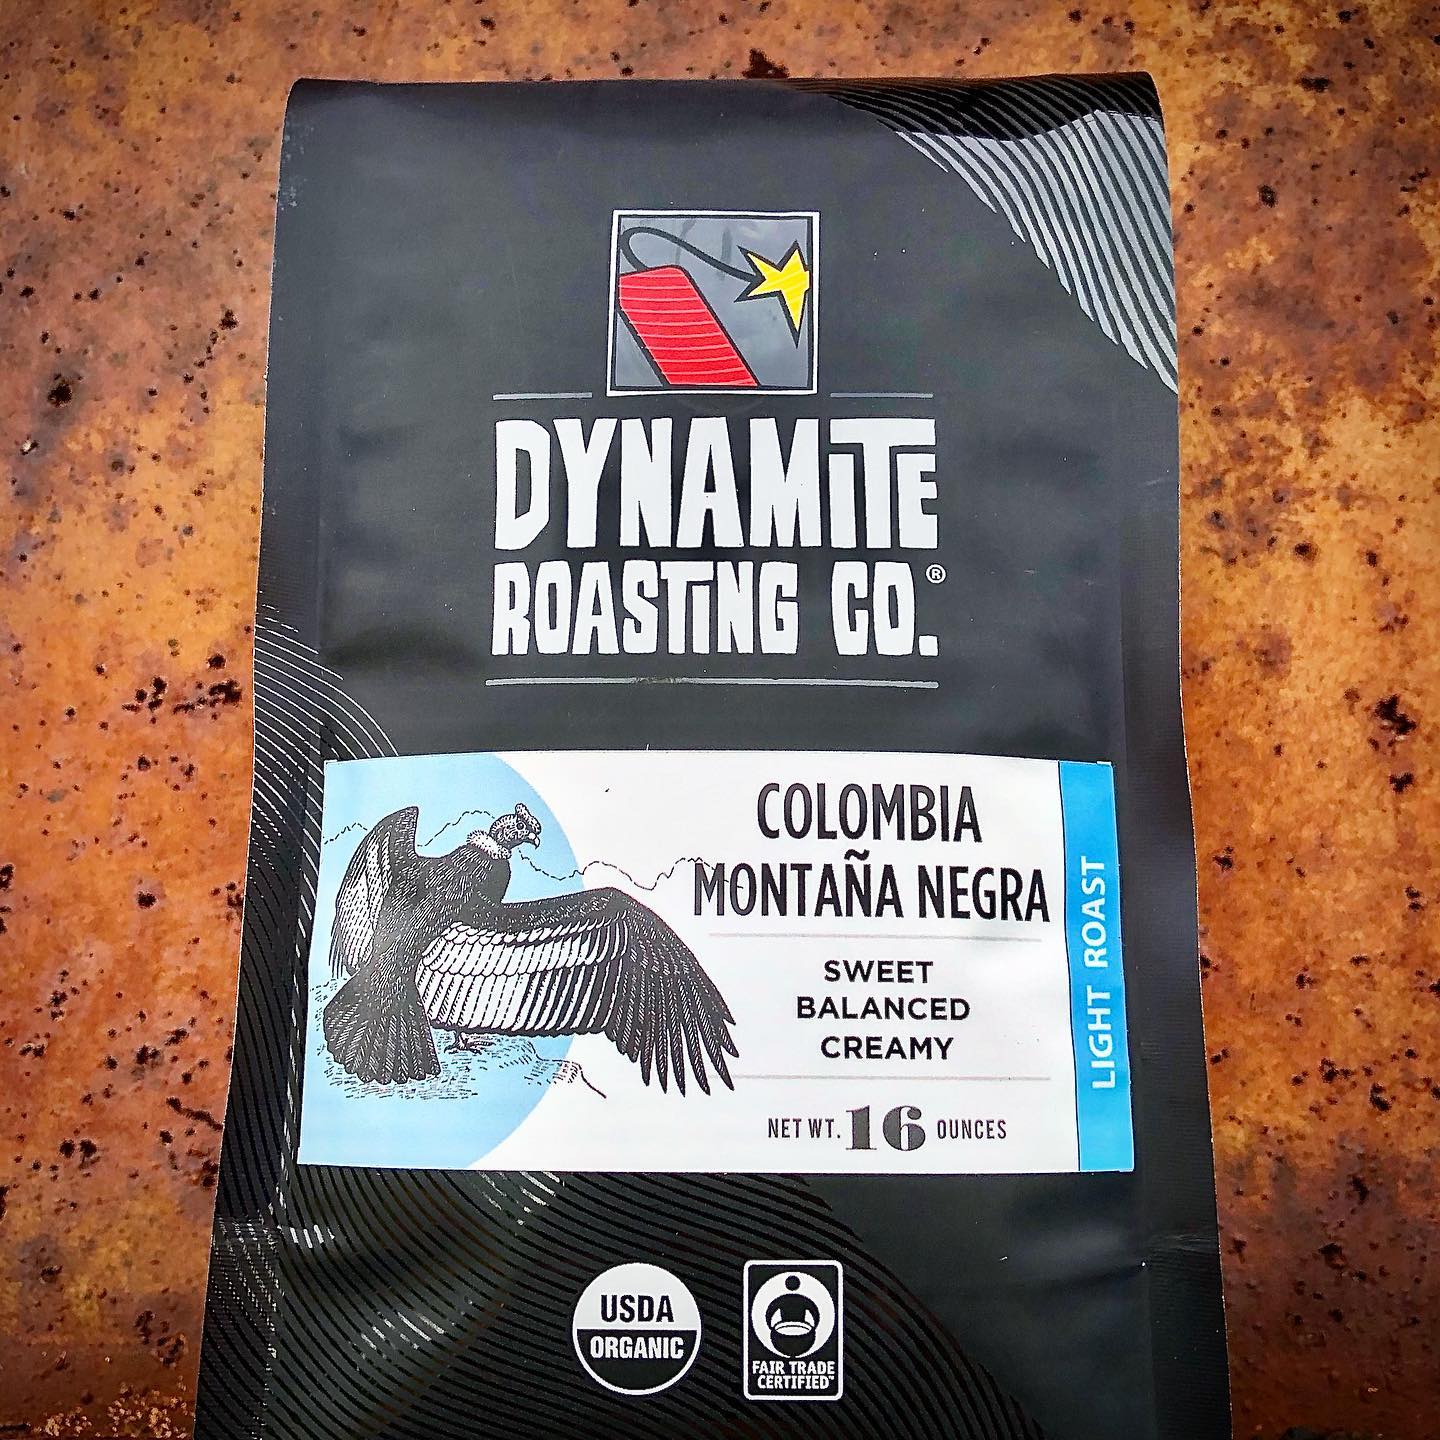 DYNAMiTE
ROASTiNG CO.®
COLOMBIA
MONTAÑA NEGRA
SWEET
BALANCED
CREAMY
NET WT. 16 OUNCES
LIGHT ROAST
USDA
ORGANIC
FAIR TRADE
CERTIFIED™